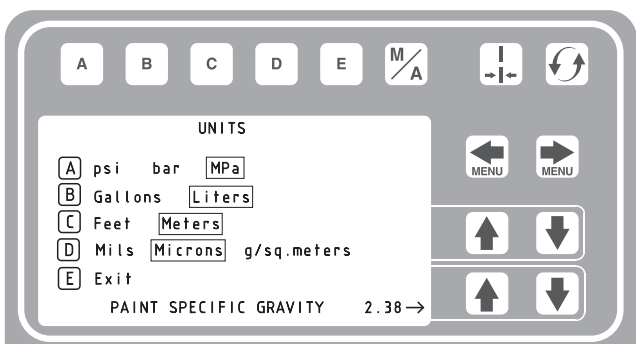 A B C D E M/A
UNITS
A psi bar MPa
MENU MENU
B Gallons Liters
C Feet Meters
D Mils Microns g/sq.meters
E Exit
PAINT SPECIFIC GRAVITY 2.38→